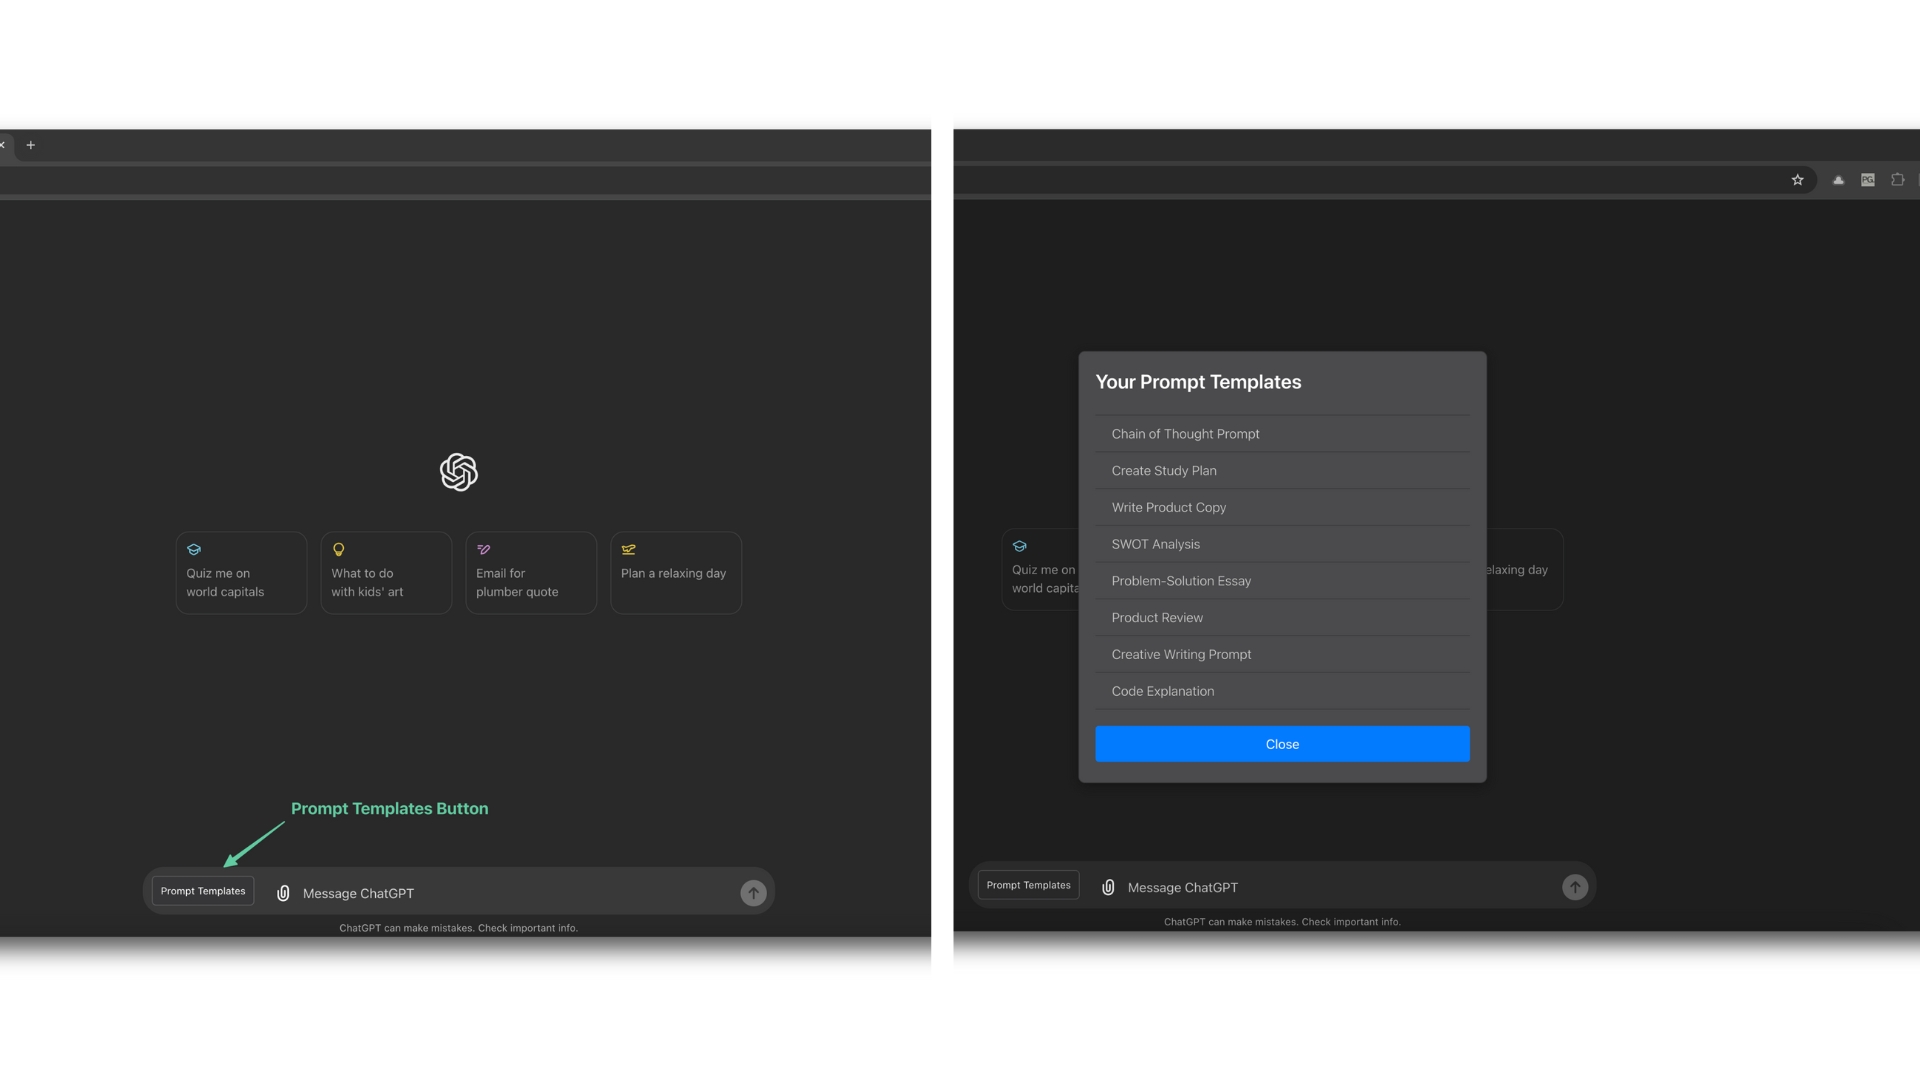 Quiz me on
world capitals
What to do
with kids' art
Email for
plumber quote
Plan a relaxing day
Prompt Templates Button
Prompt Templates
Message ChatGPT
ChatGPT can make mistakes. Check important info.
Your Prompt Templates
Chain of Thought Prompt
Create Study Plan
Write Product Copy
SWOT Analysis
Problem-Solution Essay
Product Review
Creative Writing Prompt
Code Explanation
Close
Quiz me on
world capita
elaxing day
Prompt Templates
Message ChatGPT
ChatGPT can make mistakes. Check important info.